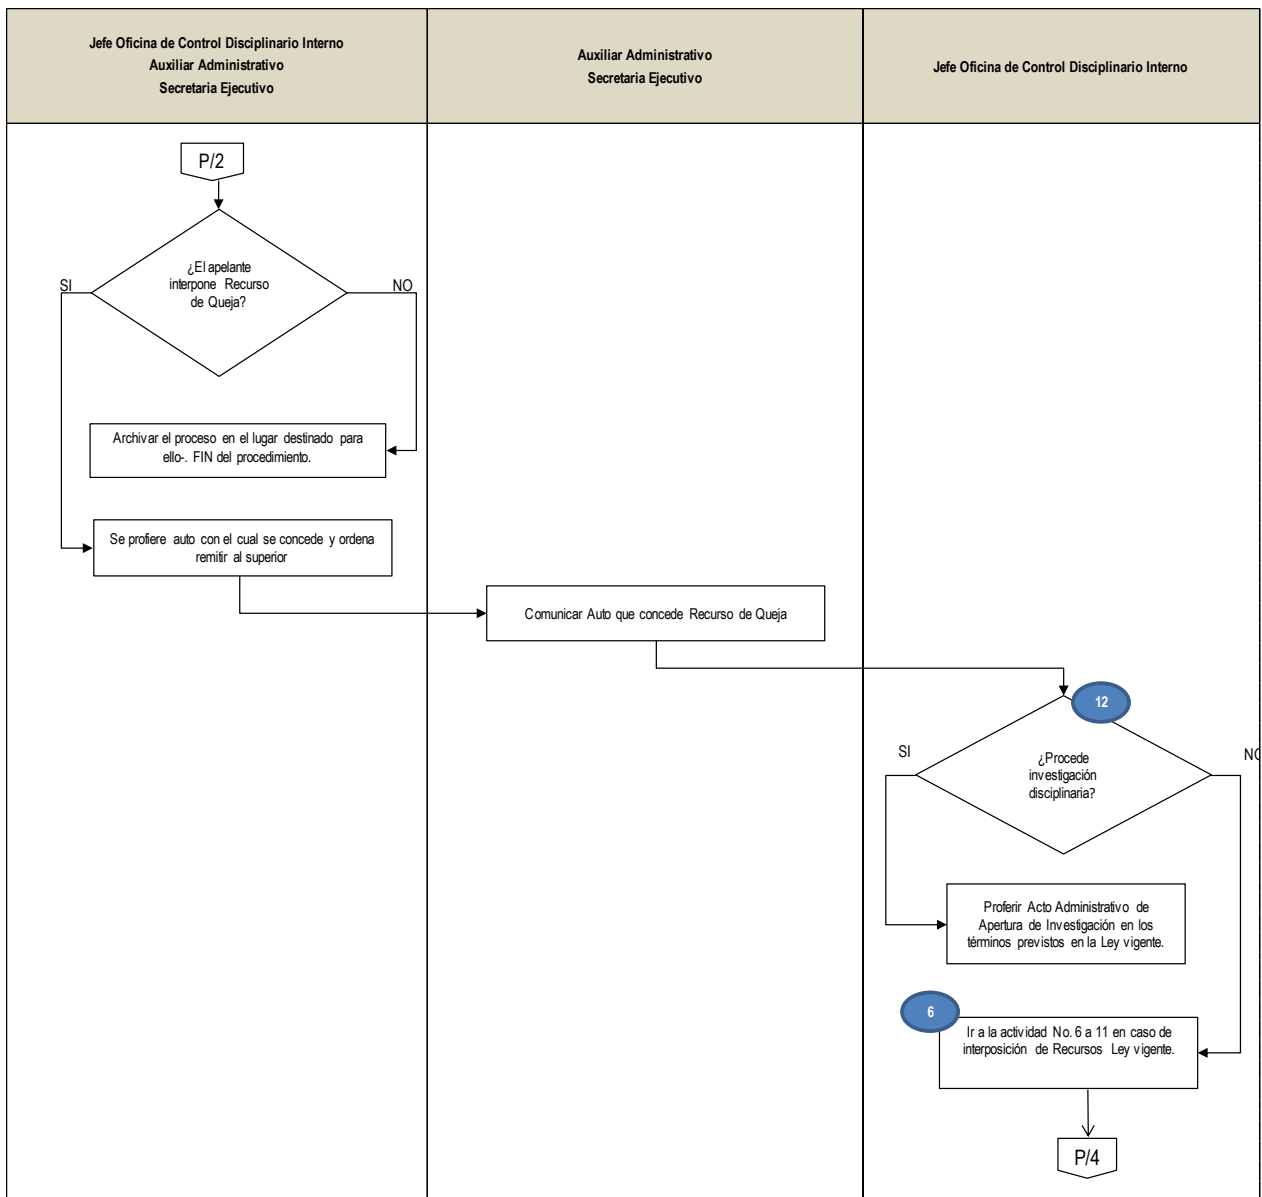 Jefe Oficina de Control Disciplinario Interno
Auxiliar Administrativo
Secretaria Ejecutivo
Auxiliar Administrativo
Secretaria Ejecutivo
Jefe Oficina de Control Disciplinario Interno
P/2
¿El apelante
interpone Recurso
de Queja?
SI
NO
Archivar el proceso en el lugar destinado para
ello-. FIN del procedimiento.
Se profiere auto con el cual se concede y ordena
remitir al superior
Comunicar Auto que concede Recurso de Queja
12
¿Procede
investigación
disciplinaria?
SI
NO
Proferir Acto Administrativo de
Apertura de Investigación en los
términos previstos en la Ley vigente.
6
Ir a la actividad No. 6 a 11 en caso de
interposición de Recursos Ley vigente.
P/4